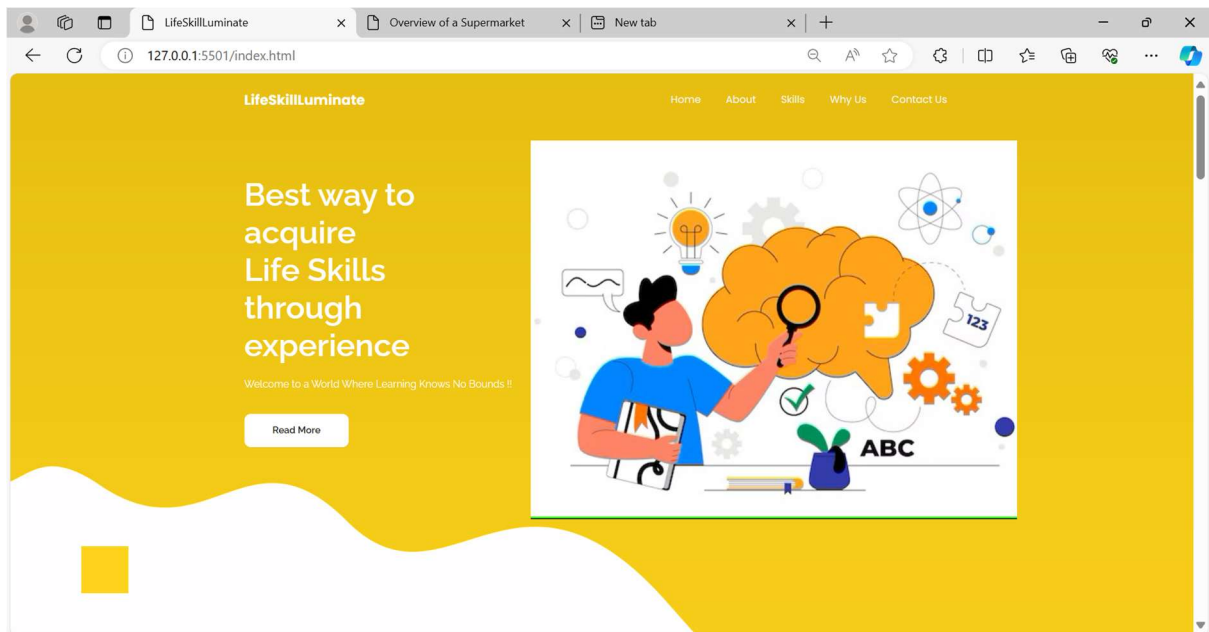 LifeSkillLuminate
Overview of a Supermarket
New tab
127.0.0.1:5501/index.html
LifeSkillLuminate
Home About Skills Why Us Contact Us
Best way to
acquire
Life Skills
through
experience
Welcome to a World Where Learning Knows No Bounds !!
Read More
123
ABC